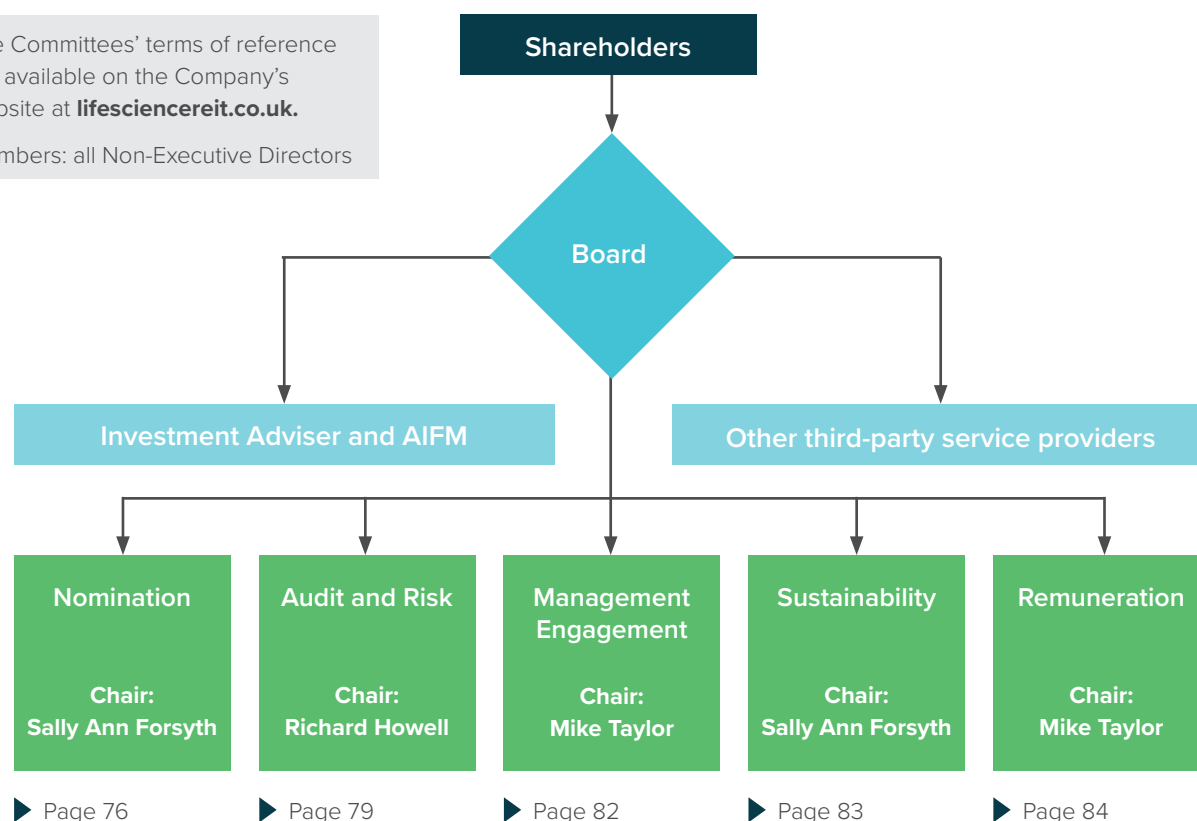 Committees' terms of reference
available on the Company's
at lifesciencereit.co.uk.
all Non-Executive Directors
Shareholders
Board
Investment Adviser and AIFM
Other third-party service providers
Nomination
Chair:
Sally Ann Forsyth
Audit and Risk
Chair:
Richard Howell
Management
Engagement
Chair:
Mike Taylor
Sustainability
Chair:
Sally Ann Forsyth
Remuneration
Chair:
Mike Taylor
Page 76
Page 79
Page 82
Page 83
Page 84